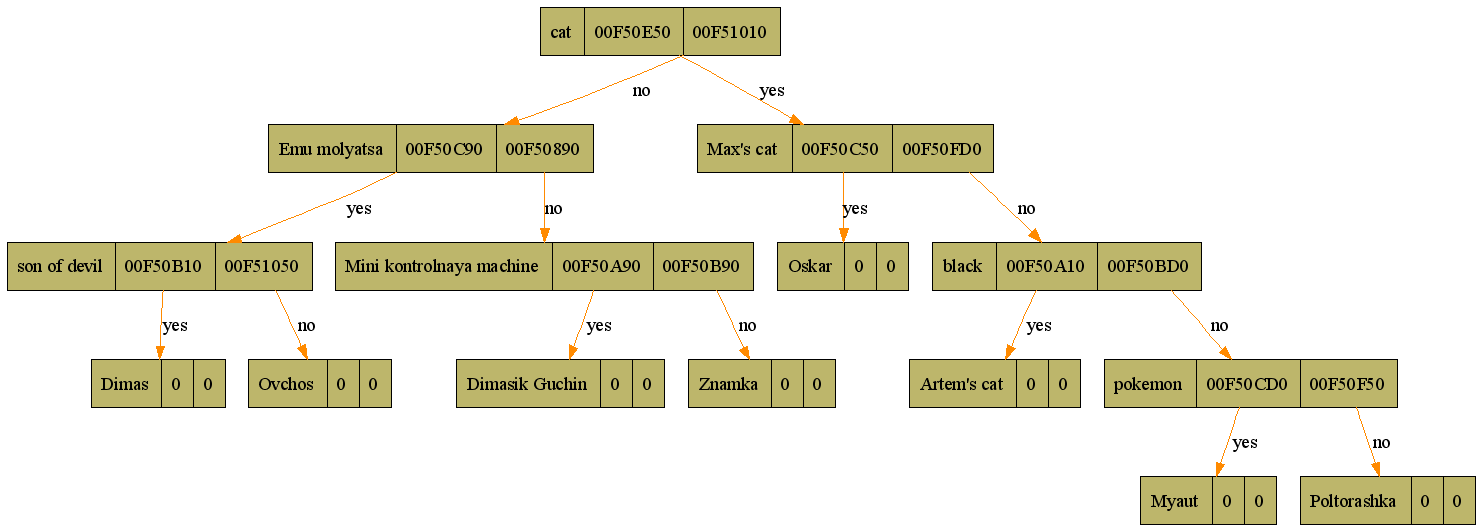 cat 00F50E50 00F51010
no yes
Emu molyatsa 00F50C90 00F50890 Max's cat 00F50C50 00F50FD0
yes no yes no
son of devil 00F50B10 00F51050 Mini kontrolnaya machine 00F50A90 00F50B90 Oskar 0 0 black 00F50A10 00F50BD0
yes no yes no yes no
Dimas 0 0 Ovchos 0 0 Dimasik Guchin 0 0 Znamka 0 0 Artem's cat 0 0 pokemon 00F50CD0 00F50F50
yes no
Myaut 0 0 Poltorashka 0 0